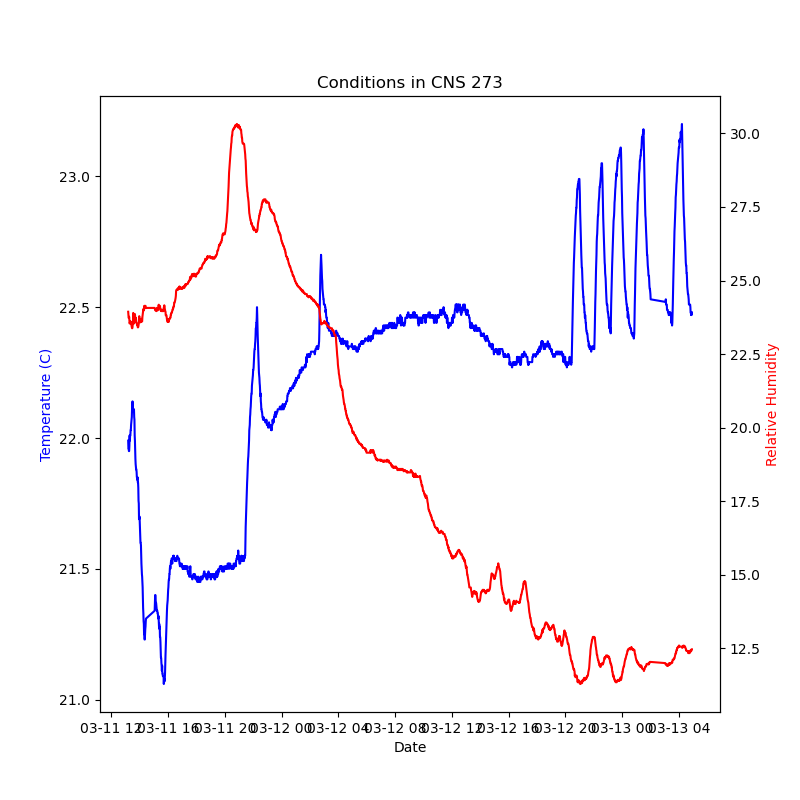 Conditions in CNS 273
23.0
22.5
22.0
21.5
21.0
Temperature (C)
30.0
27.5
25.0
22.5
20.0
17.5
15.0
12.5
Relative Humidity
03-11 12 03-11 16 03-11 20 03-12 00 03-12 04 03-12 08 03-12 12 03-12 16 03-12 20 03-13 00 03-13 04
Date